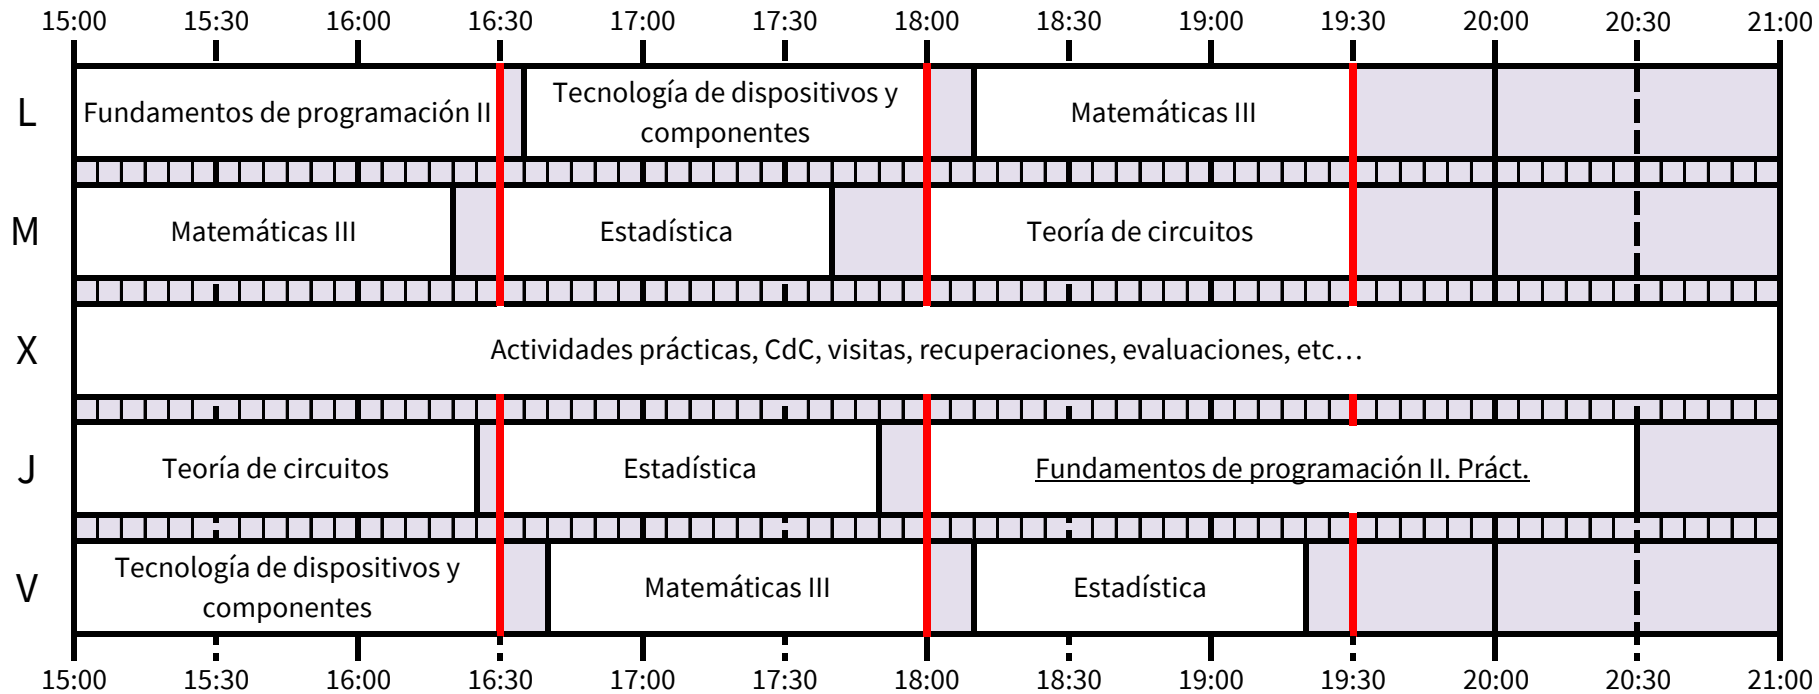 15:00 15:30 16:00 16:30 17:00 17:30 18:00 18:30 19:00 19:30 20:00 20:30 21:00
L
Fundamentos de programación II
Tecnología de dispositivos y
componentes
Matemáticas III
M
Matemáticas III
Estadística
Teoría de circuitos
X
Actividades prácticas, CdC, visitas, recuperaciones, evaluaciones, etc...
J
Teoría de circuitos
Estadística
Fundamentos de programación II. Práct.
V
Tecnología de dispositivos y
componentes
Matemáticas III
Estadística
15:00 15:30 16:00 16:30 17:00 17:30 18:00 18:30 19:00 19:30 20:00 20:30 21:00